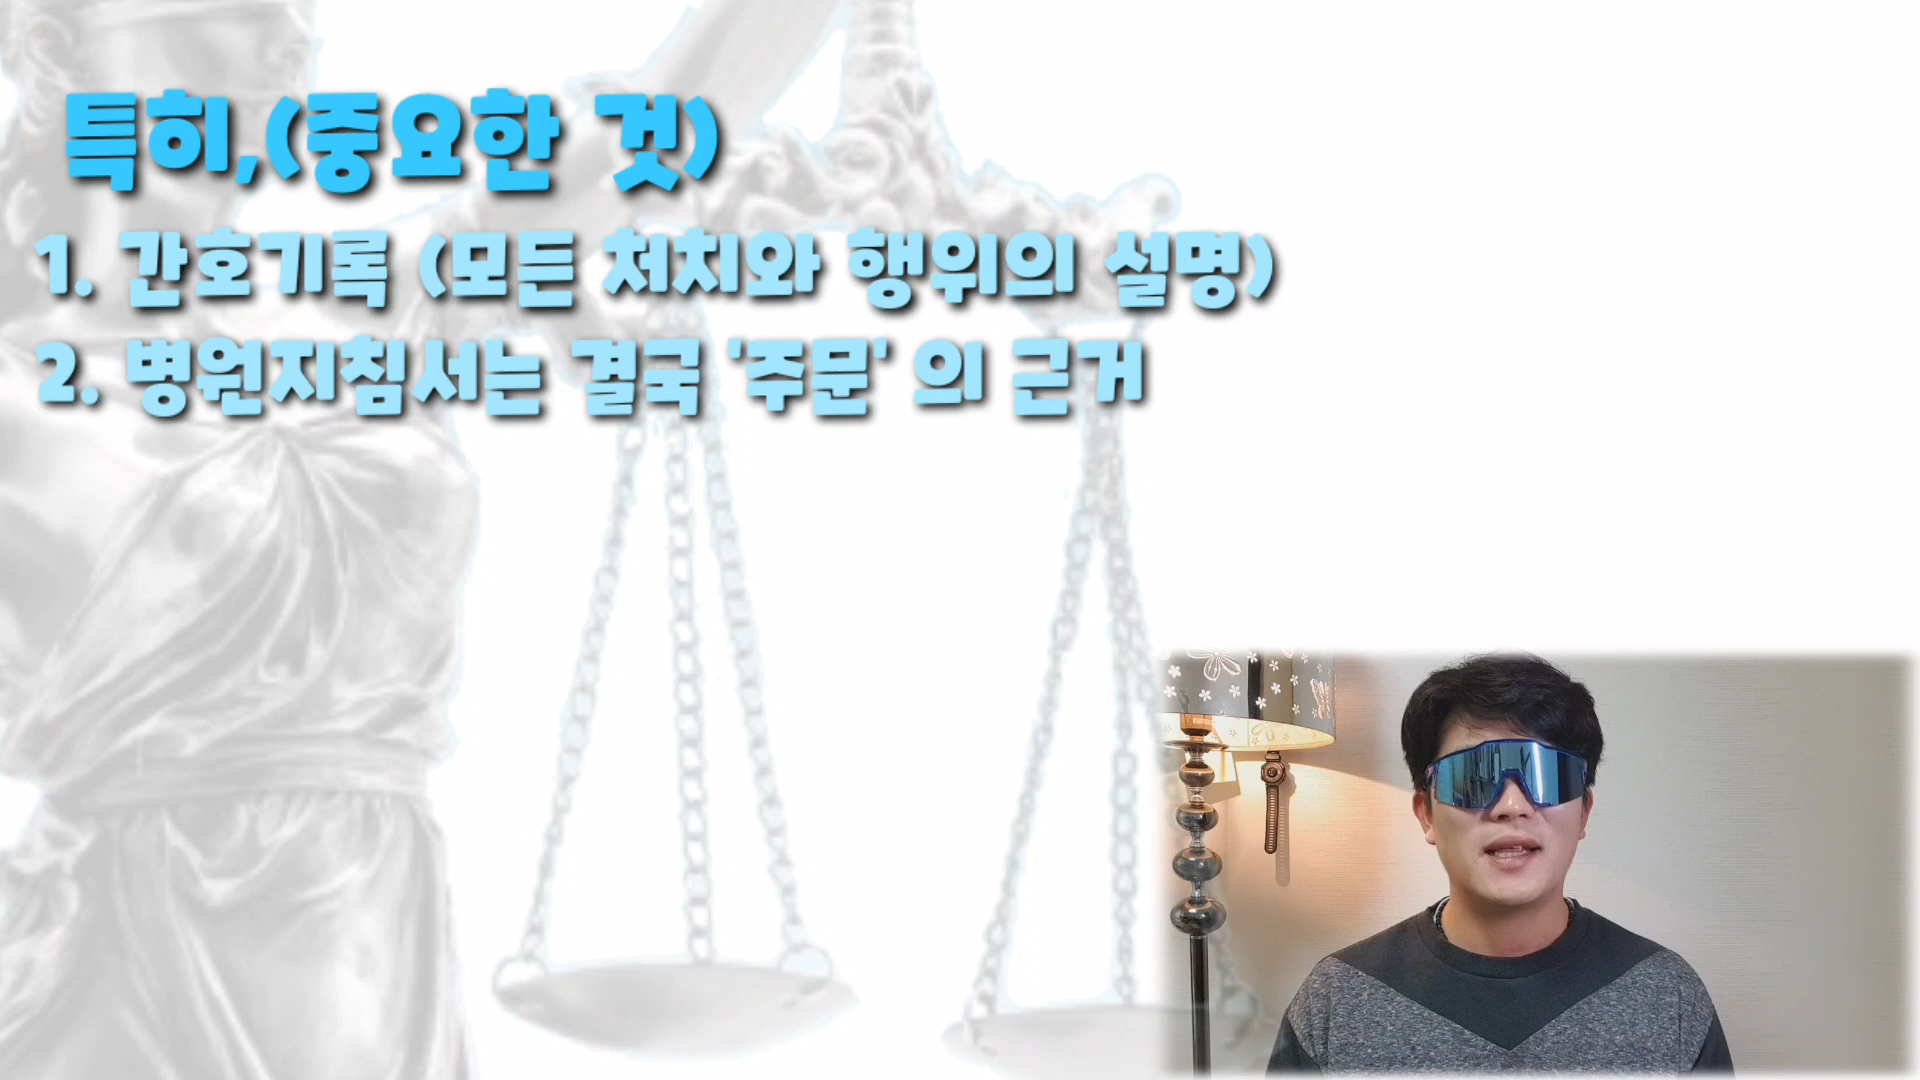 특히,(중요한 것)
1. 간호기록 (모든 처치와 행위의 설명)
2. 병원지침서는 결국 '주문' 의 근거